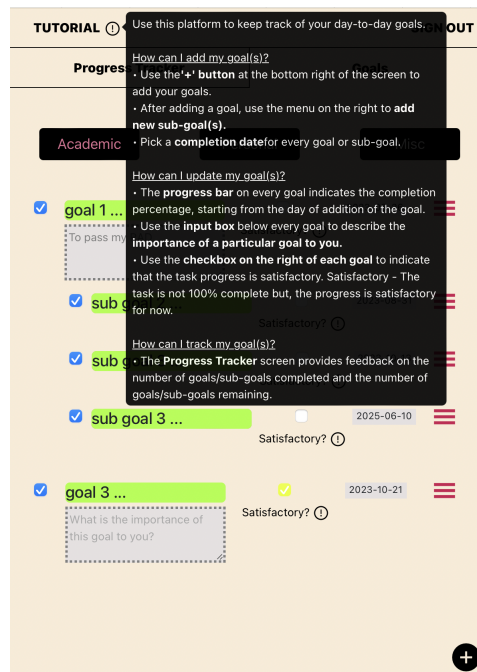 TUTORIAL
Use this platform to keep track of your day-to-day goals.
SIGN OUT
Progress Tracker
Goals
How can I add my goal(s)?
• Use the'+' button at the bottom right of the screen to
add your goals.
• After adding a goal, use the menu on the right to add
new sub-goal(s).
• Pick a completion datefor every goal or sub-goal.
Academic
Misc
How can I update my goal(s)?
• The progress bar on every goal indicates the completion
percentage, starting from the day of addition of the goal.
• Use the input box below every goal to describe the
importance of a particular goal to you.
• Use the checkbox on the right of each goal to indicate
that the task progress is satisfactory. Satisfactory - The
task is not 100% complete but, the progress is satisfactory
for now.
How can I track my goal(s)?
• The Progress Tracker screen provides feedback on the
number of goals/sub-goals completed and the number of
goals/sub-goals remaining.
goal 1 ...
To pass my
sub goal
Satisfactory?
sub g
sub goal 3 ...
2025-06-10
Satisfactory?
goal 3 ...
2023-10-21
Satisfactory?
What is the importance of
this goal to you?
+